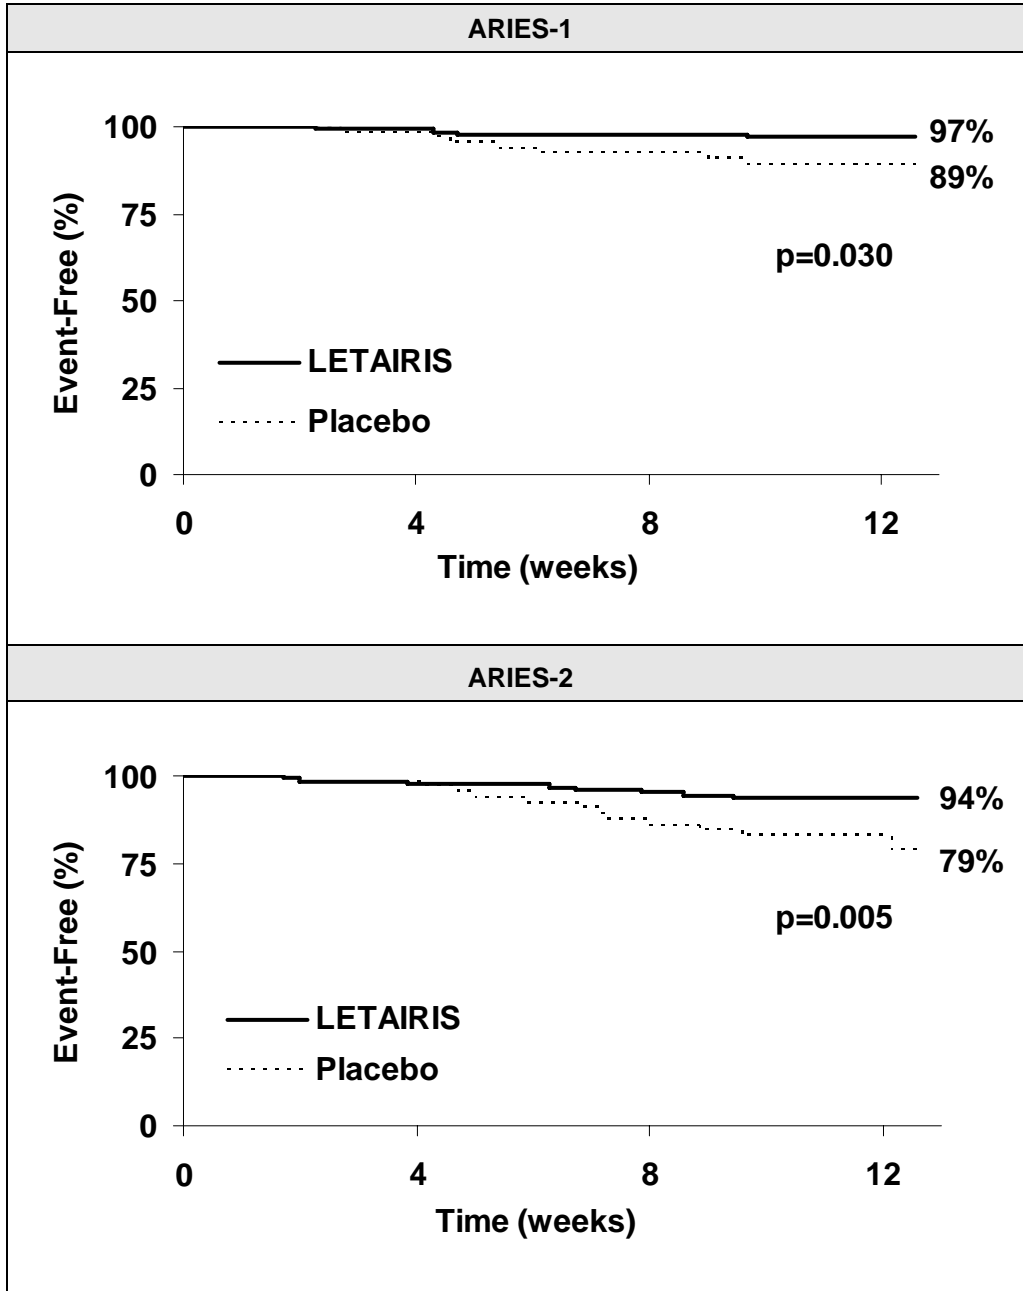 ARIES-1
100
97%
89%
75
p=0.030
50
LETAIRIS
25
Placebo
0
0 4 8 12
Event-Free (%)
Time (weeks)
ARIES-2
100
94%
79%
75
p=0.005
50
LETAIRIS
25
Placebo
0
0 4 8 12
Event-Free (%)
Time (weeks)